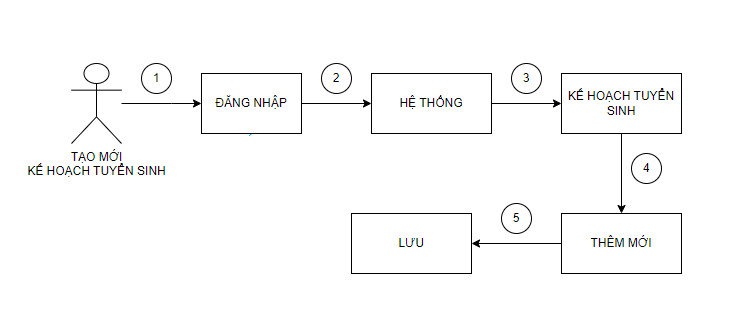 1
2
3
ĐĂNG NHẬP
HỆ THỐNG
KẾ HOẠCH TUYỂN
SINH
TẠO MỚI
KẾ HOẠCH TUYỂN SINH
4
5
LƯU
THÊM MỚI